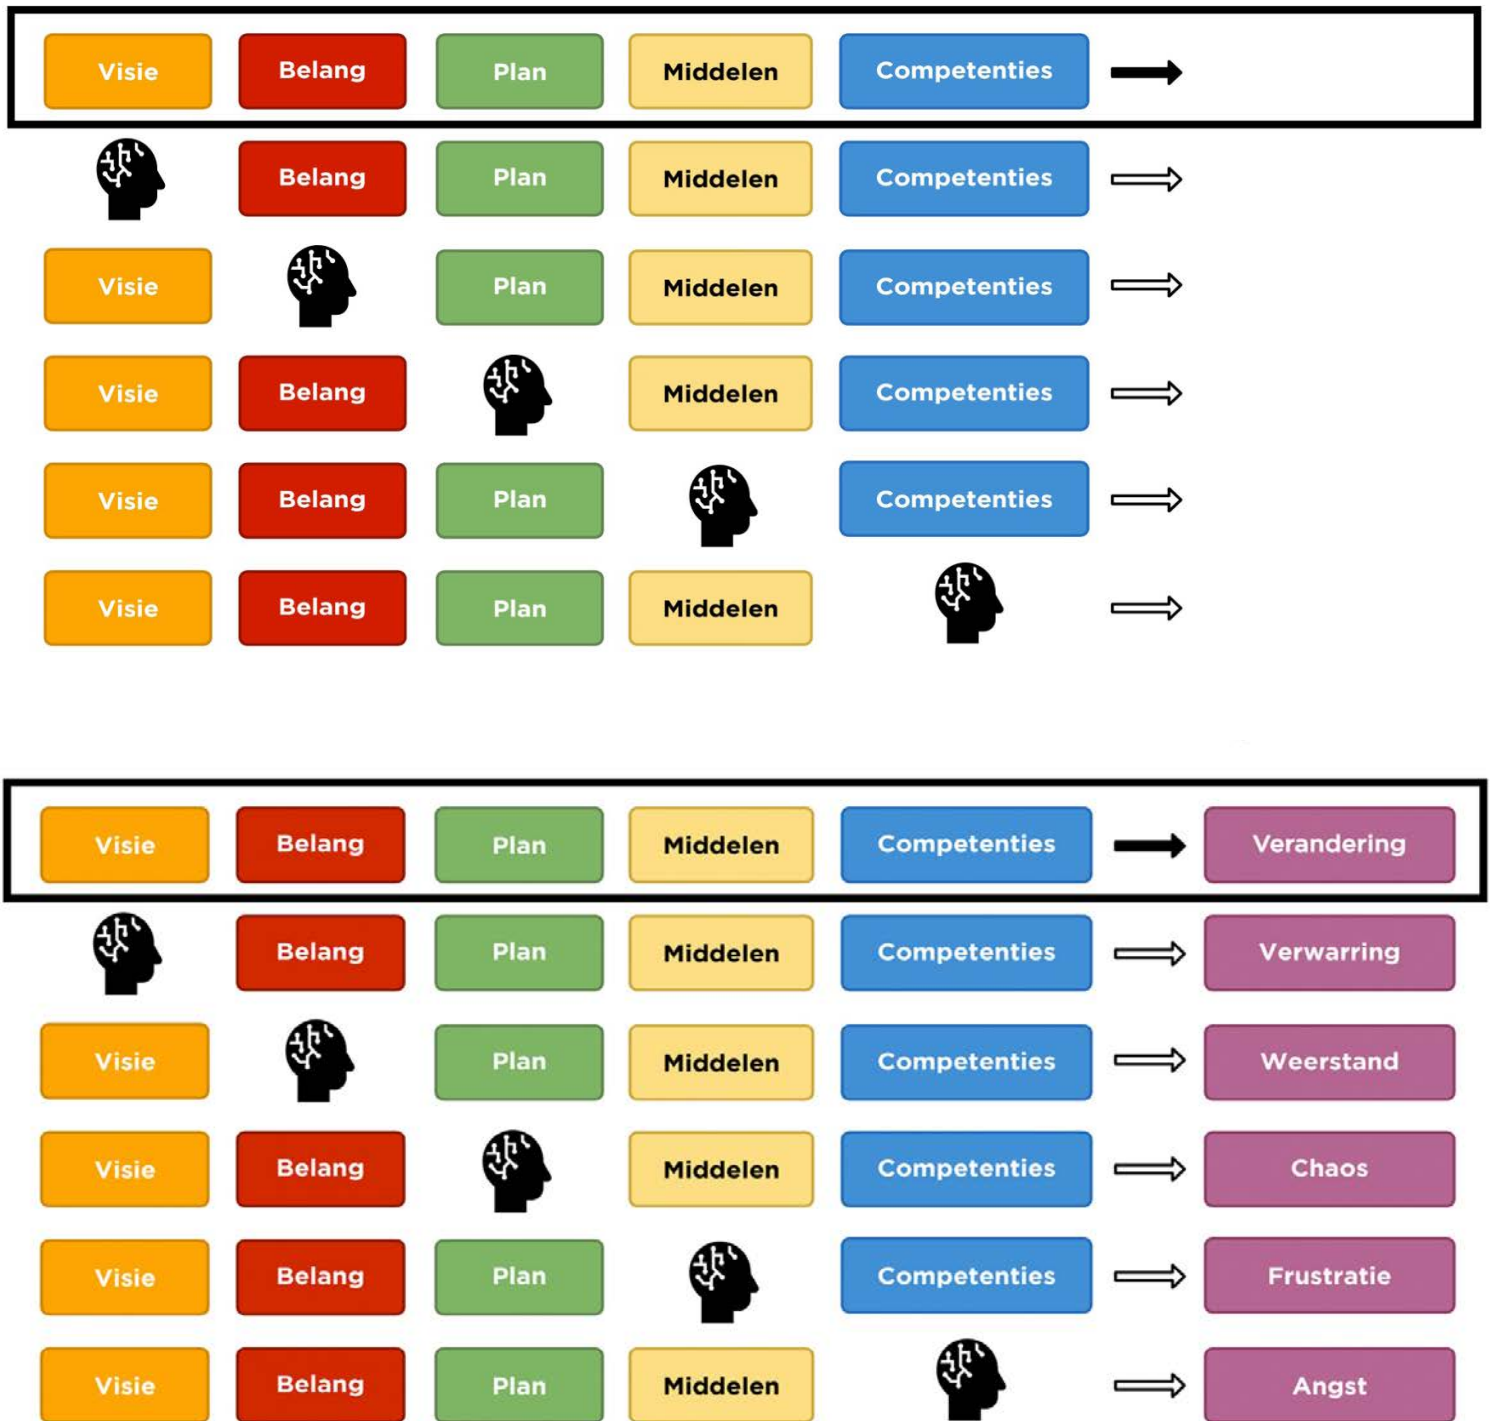 Visie Belang Plan Middelen Competenties
Belang Plan Middelen Competenties
Visie Plan Middelen Competenties
Visie Belang Middelen Competenties
Visie Belang Plan Competenties
Visie Belang Plan Middelen
Visie Belang Plan Middelen Competenties Verandering
Belang Plan Middelen Competenties Verwarring
Visie Plan Middelen Competenties Weerstand
Visie Belang Middelen Competenties Chaos
Visie Belang Plan Competenties Frustratie
Visie Belang Plan Middelen Angst